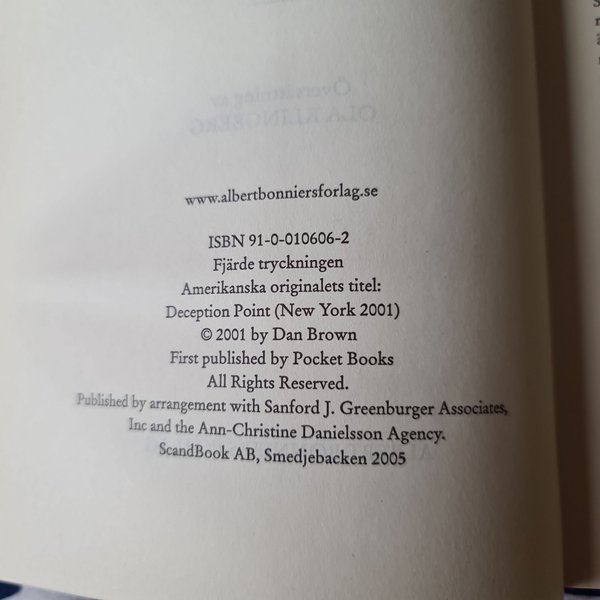 www.albertbonniersforlag.se
ISBN 91-0-010606-2
Fjärde tryckningen
Amerikanska originalets titel:
Deception Point (New York 2001)
© 2001 by Dan Brown
First published by Pocket Books
All Rights Reserved.
Published by arrangement with Sanford J. Greenburger Associates,
Inc and the Ann-Christine Danielsson Agency.
ScandBook AB, Smedjebacken 2005